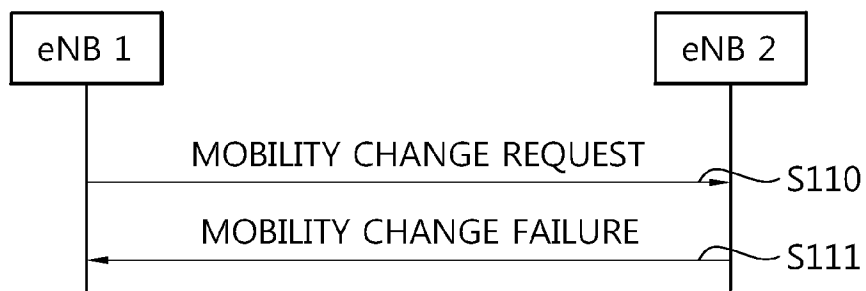 eNB 1
eNB 2
MOBILITY CHANGE REQUEST
S110
MOBILITY CHANGE FAILURE
S111